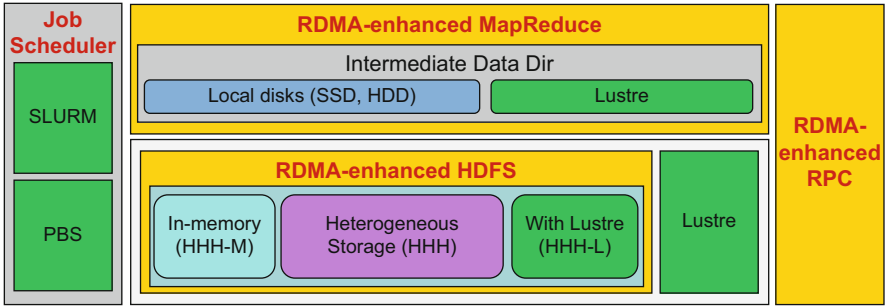 Job
Scheduler
SLURM
PBS
RDMA-enhanced MapReduce
Intermediate Data Dir
Local disks (SSD, HDD)
Lustre
RDMA-enhanced HDFS
In-memory
(HHH-M)
Heterogeneous
Storage (HHH)
With Lustre
(HHH-L)
Lustre
RDMA-
enhanced
RPC